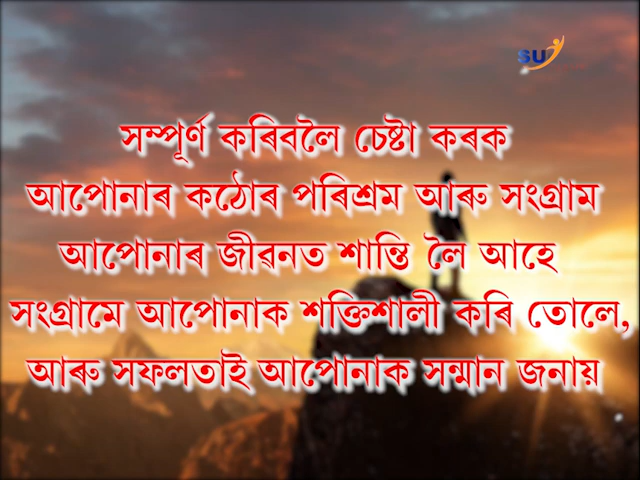 SU
সম্পূৰ্ণ কৰিবলৈ চেষ্টা কৰক
আপোনাৰ কঠোৰ পৰিশ্ৰম আৰু সংগ্ৰাম
আপোনাৰ জীৱনত শান্তি লৈ আহে
সংগ্ৰামে আপোনাক শক্তিশালী কৰি তোলে,
আৰু সফলতাই আপোনাক সন্মান জনায়